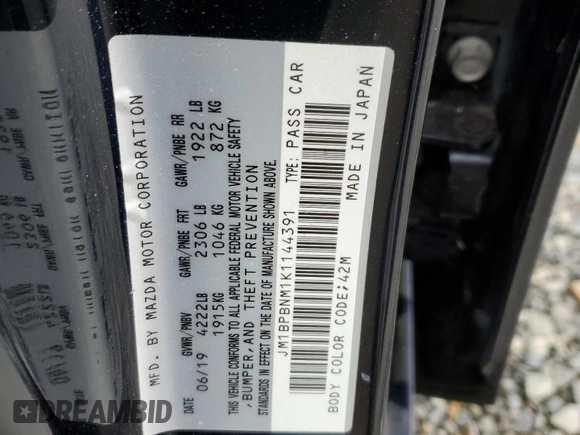 MFD. BY MAZDA MOTOR CORPORATION
DATE GVWR/PNBV GAWR/PNBE FRT GAWR/PNBE RR
06/19 4222LB 2306 LB 1922 LB
1915KG 1046 KG 872 KG
THIS VEHICLE CONFORMS TO ALL APPLICABLE FEDERAL MOTOR VEHICLE SAFETY
,BUMPER,AND THEFT PREVENTION
STANDARDS IN EFFECT ON THE DATE OF MANUFACTURE SHOWN ABOVE.
JM1BPBNM1K1144391 TYPE: PASS CAR
BODY COLOR CODE;42M MADE IN JAPAN
DREAMBID